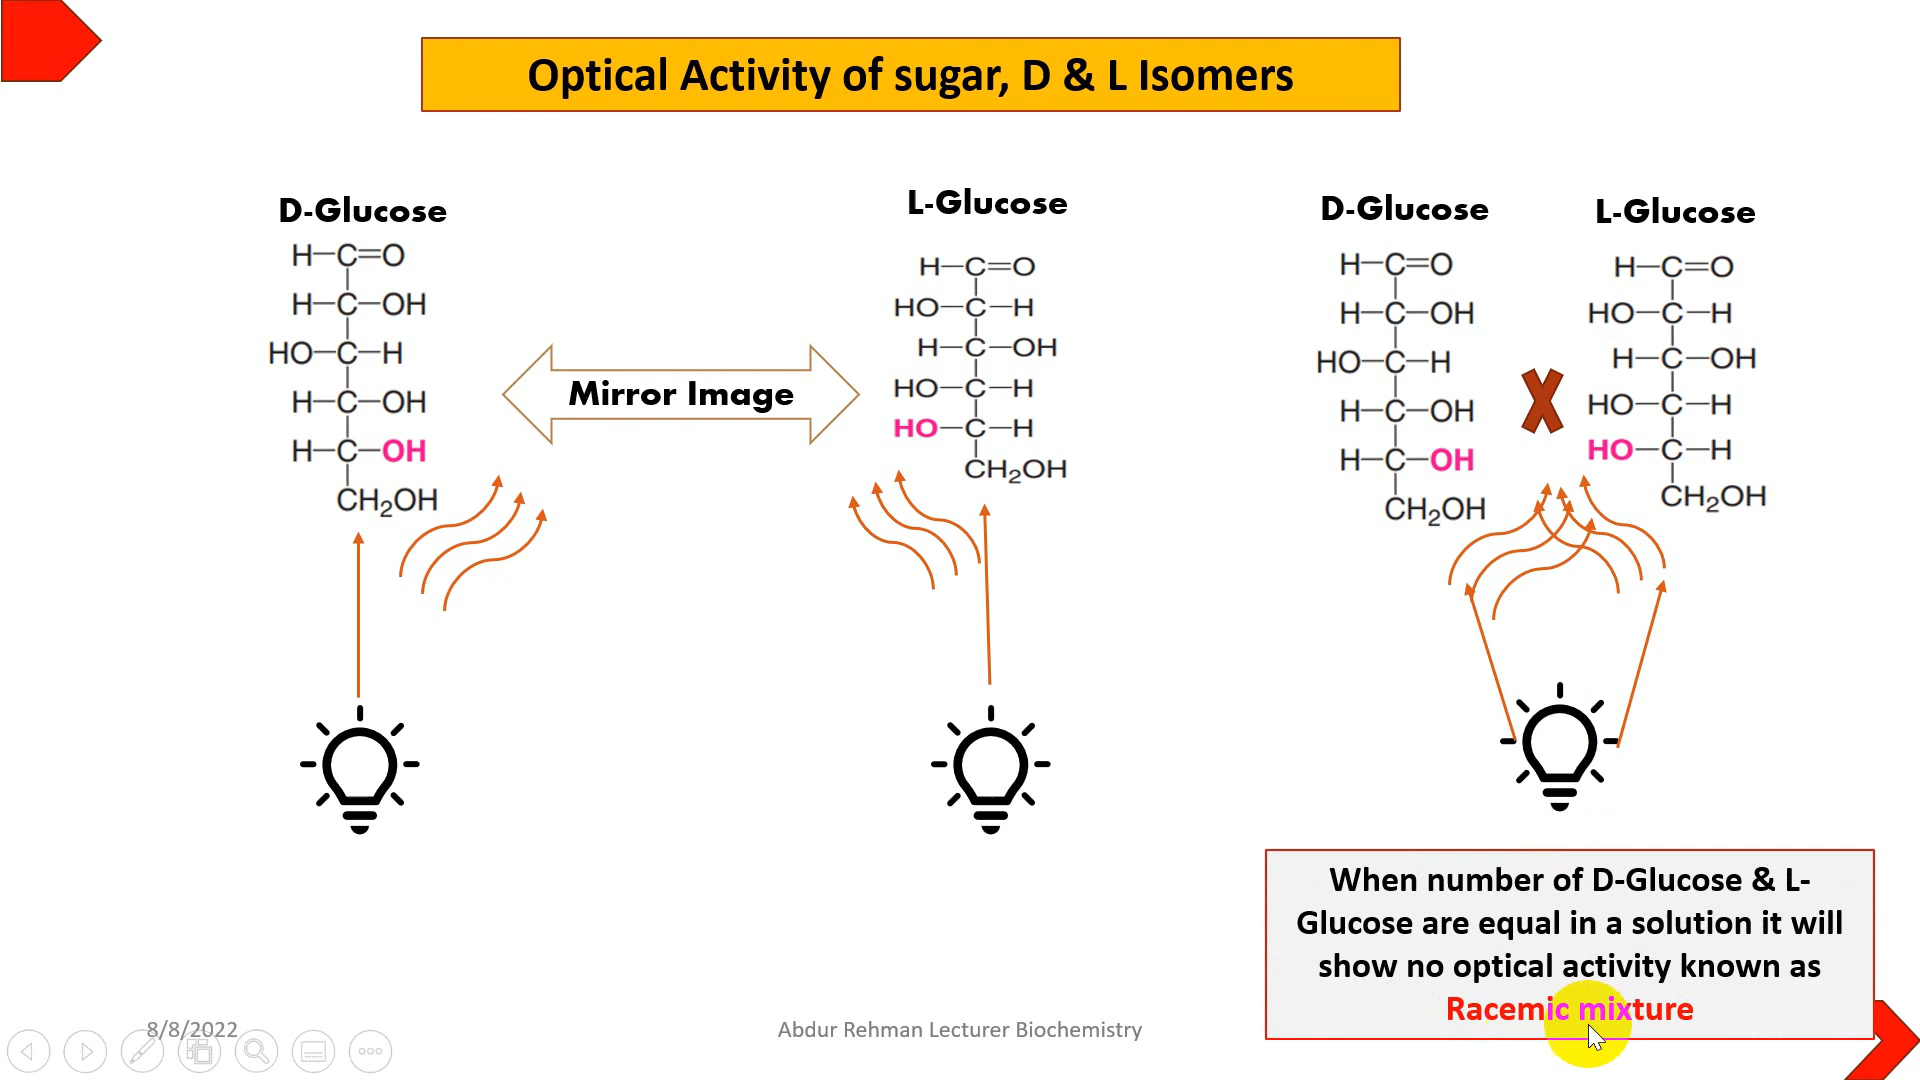 Optical Activity of sugar, D & L Isomers
D-Glucose
H–C=O
H–C–OH
HO–C–H
H–C–OH
H–C–OH
CH₂OH
Mirror Image
L-Glucose
H–C=O
HO–C–H
H–C–OH
HO–C–H
HO–C–H
CH₂OH
D-Glucose
H–C=O
H–C–OH
HO–C–H
H–C–OH
H–C–OH
CH₂OH
L-Glucose
H–C=O
HO–C–H
H–C–OH
HO–C–H
HO–C–H
CH₂OH
When number of D-Glucose & L-
Glucose are equal in a solution it will
show no optical activity known as
Racemic mixture
8/8/2022
Abdur Rehman Lecturer Biochemistry